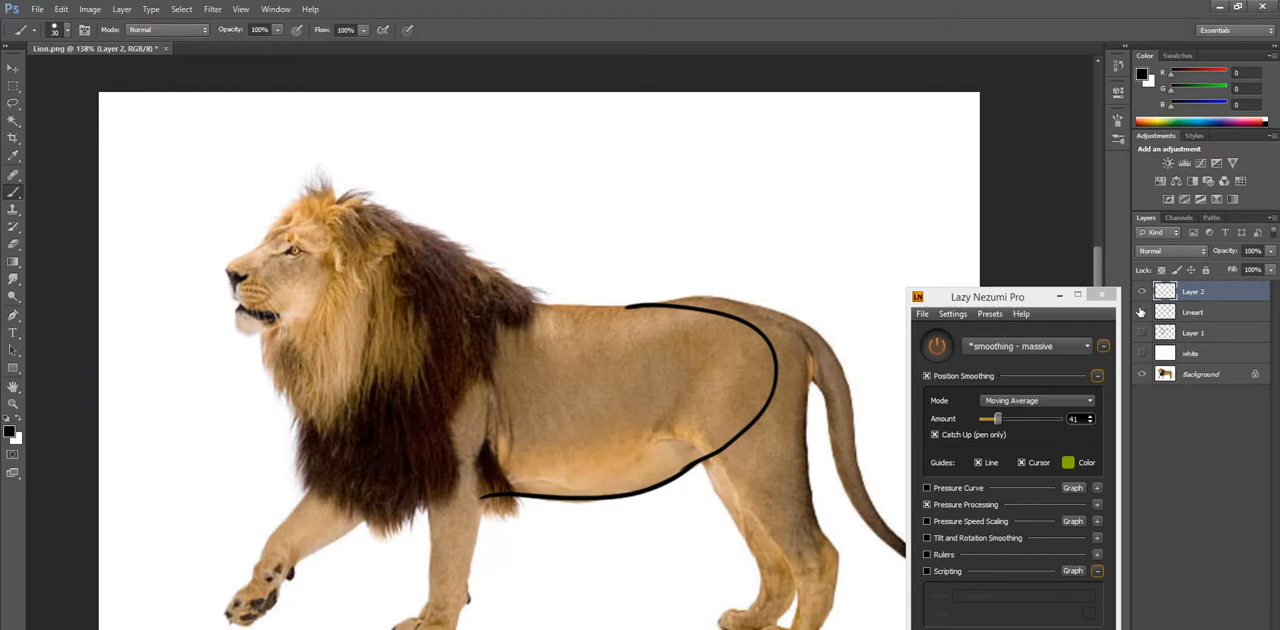 Ps File Edit Image Layer Type Select Filter View Window Help
30 Mode: Normal Opacity: 100% Flow: 100% Essentials
Lion.png @ 138% (Layer 2, RGB/8) * ×
Color Swatches
R 0
G 0
B 0
Adjustments Styles
Add an adjustment
Layers Channels Paths
Kind
Normal Opacity: 100%
Lock: Fill: 100%
Layer 2
Lineart
Layer 1
white
Background
LN Lazy Nezumi Pro
File Settings Presets Help
*smoothing - massive
Position Smoothing
Mode Moving Average
Amount 41
Catch Up (pen only)
Guides: Line Cursor Color
Pressure Curve Graph
Pressure Processing
Pressure Speed Scaling Graph
Tilt and Rotation Smoothing
Rulers
Scripting Graph